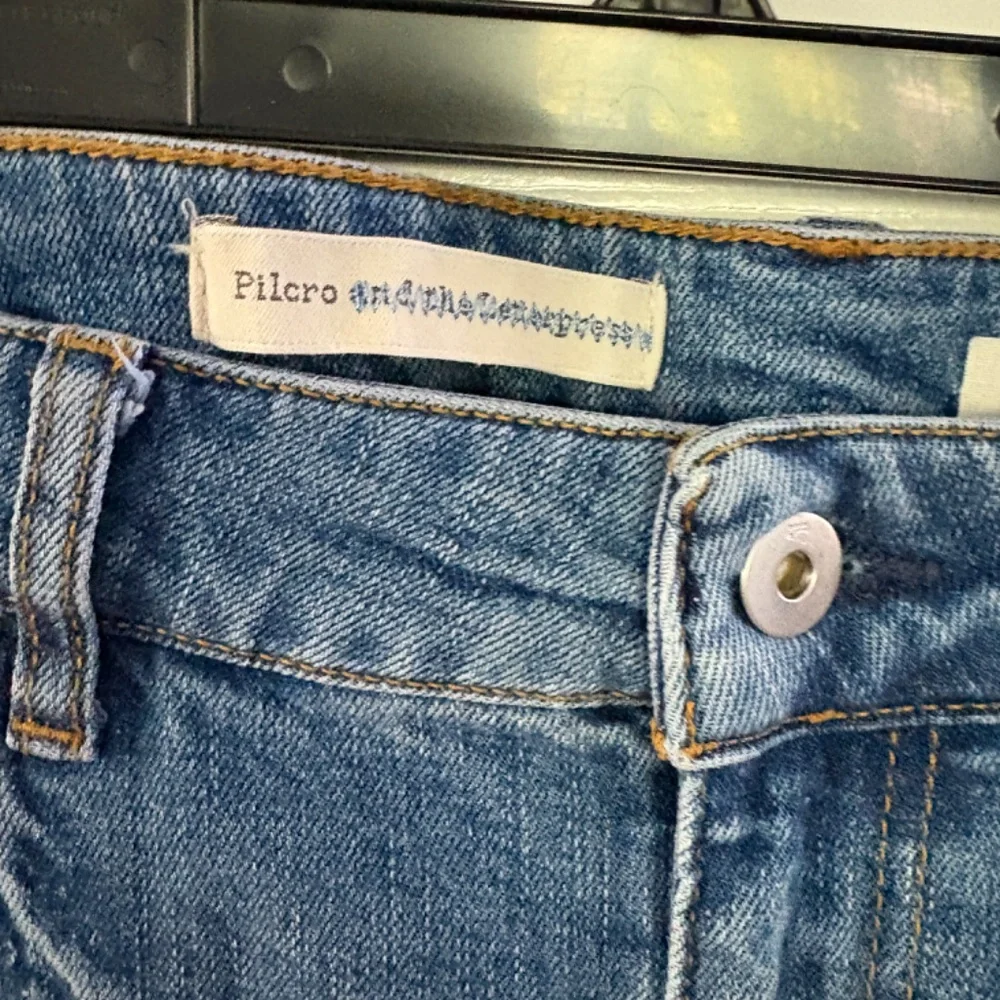 Pilcro and the Letterpress